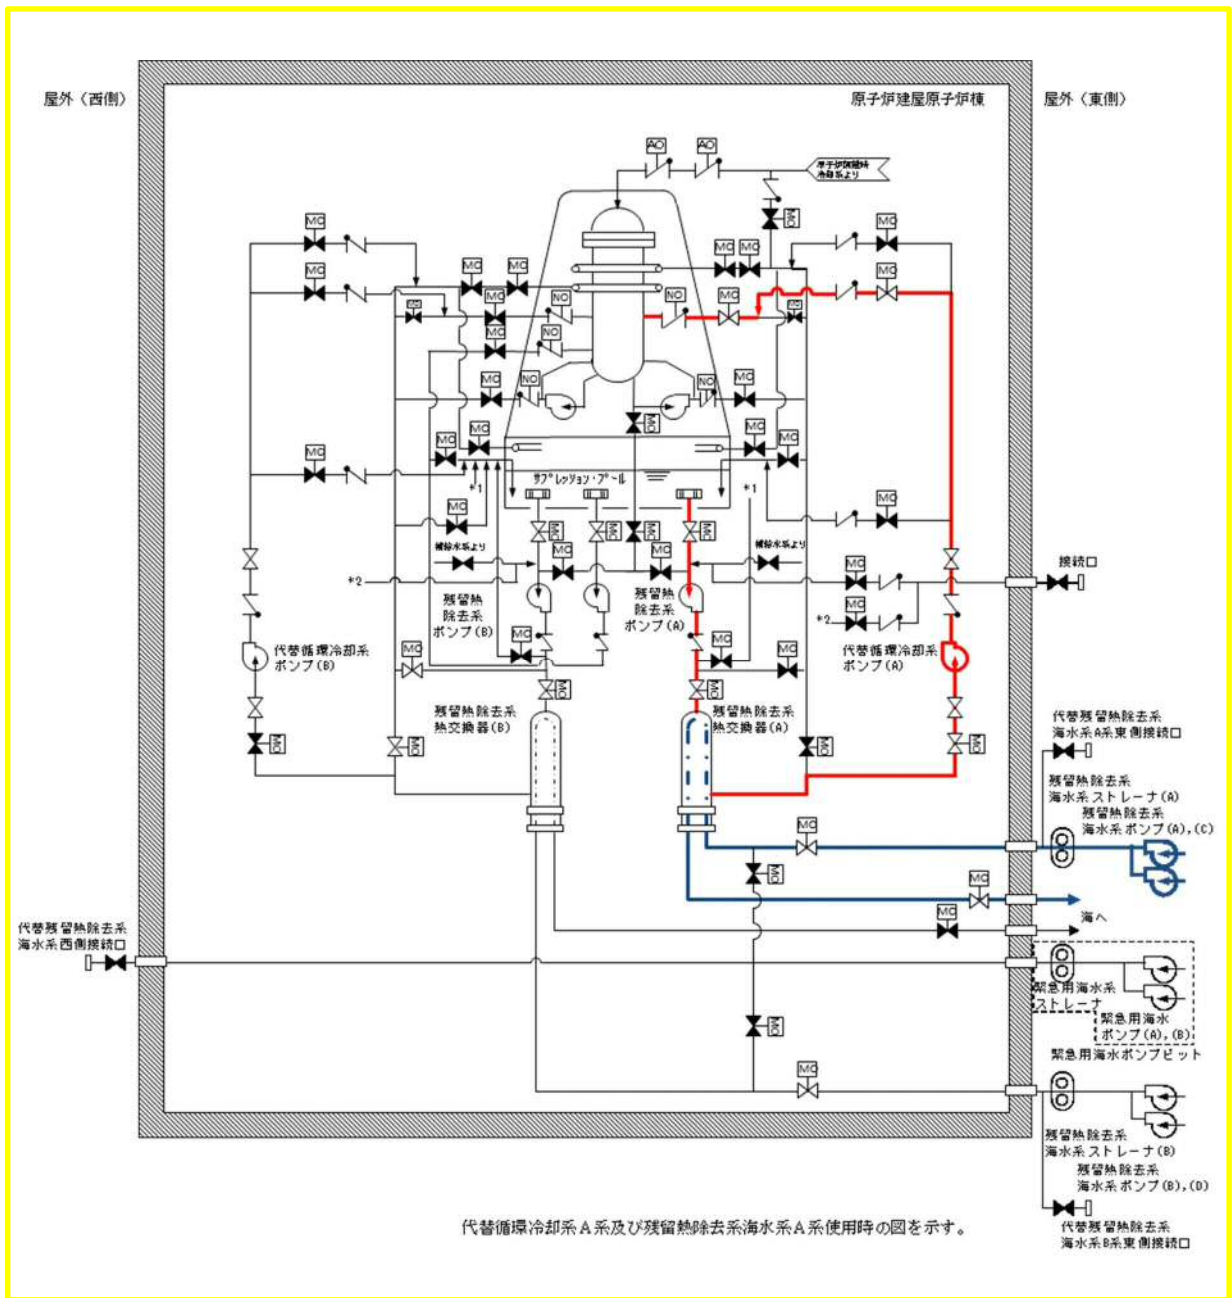 屋外（西側）
原子炉建屋原子炉棟
屋外（東側）
AO
AO
原子炉隔離時
冷却系より
MO
MO
MO
MO
MO
MO
MO
MO
MO
MO
NO
NO
MO
MO
MO
NO
MO
NO
NO
MO
MO
MO
MO
MO
MO
MO
MO
サプレッション・プール
*1
*1
MO
MO
MO
MO
MO
補給水系より
補給水系より
MO
MO
*2
MO
接続口
MO
*2
残留熱
除去系
ポンプ(B)
残留熱
除去系
ポンプ(A)
代替循環冷却系
ポンプ(B)
代替循環冷却系
ポンプ(A)
MO
MO
MO
MO
MO
MO
残留熱除去系
熱交換器(B)
残留熱除去系
熱交換器(A)
MO
MO
MO
MO
代替残留熱除去系
海水系A系東側接続口
残留熱除去系
海水系ストレーナ(A)
残留熱除去系
海水系ポンプ(A),(C)
MO
MO
MO
海へ
MO
代替残留熱除去系
海水系西側接続口
緊急用海水系
ストレーナ
緊急用海水
ポンプ(A),(B)
緊急用海水ポンプピット
MO
MO
残留熱除去系
海水系ストレーナ(B)
残留熱除去系
海水系ポンプ(B),(D)
代替残留熱除去系
海水系B系東側接続口
代替循環冷却系A系及び残留熱除去系海水系A系使用時の図を示す。